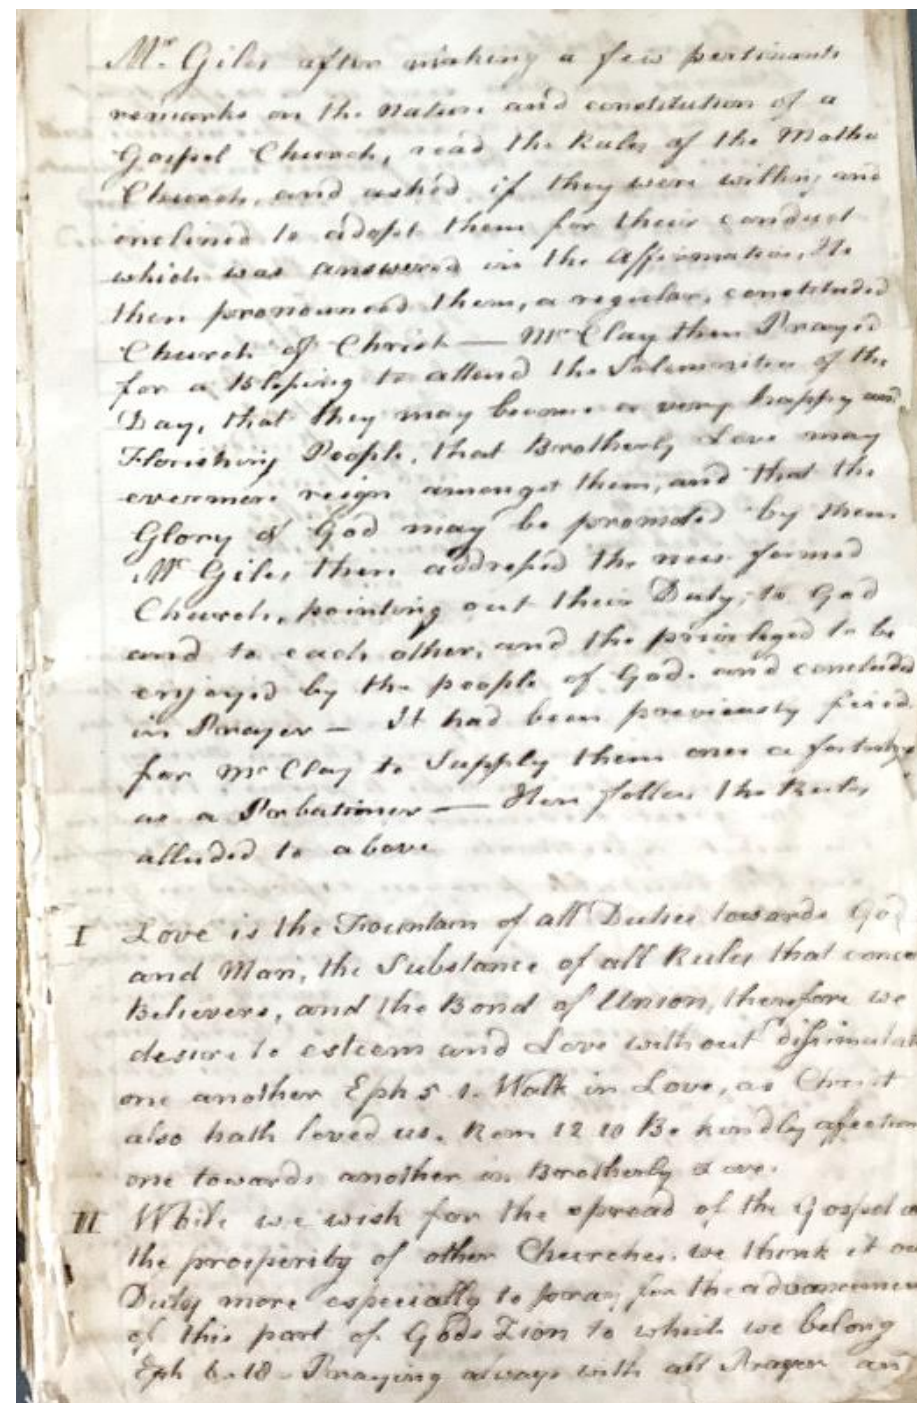 Mr. Giles after making a few pertinents
remarks on the nature and constitution of a
Gospel Church, read the Rules of the Mother
Church, and asked if they were willing and
inclined to adopt them for their conduct
which was answered in the Affirmative, He
then pronounced them, a regular, constituded
Church of Christ — Mr Clay then Prayed
for a Blessing to attend the Solemnities of the
Day, that they may become a very happy and
Florishing People, that Brotherly Love may
evermore reign amongst them, and that the
Glory of God may be promoted by them
Mr Giles then addressed the new formed
Church, pointing out their Duty, to God
and to each other, and the privileged to be
enjoyed by the people of God. and concluded
in Prayer — It had been previously fixed
for Mr Clay to Supply them once a
as a Probationer — Here follow the Rules
alluded to above
I Love is the Fountain of all Duties towards God
and Man, the Substance of all Rules that
Believers, and the Bond of Union, therefore we
desire to esteem and Love without
one another Eph 5 1. Walk in Love, as Christ
also hath loved us. Rom 12 10 Be kindly
one towards another in Brotherly Love.
II While we wish for the spread of the Gospel
the prosperity of other Churches. we think it
Duty more especially to pray for the
of this part of Gods Zion to which we belong
Eph 6.18 - Praying always with all Prayer and